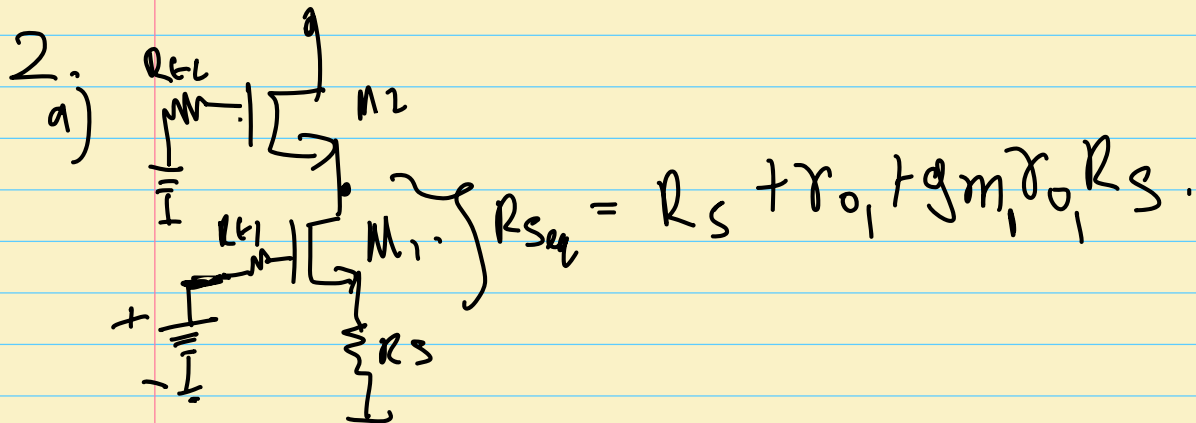 2.
a)
RG2
M2
RG1
M1.
RSeq = RS + ro1 + gm1ro1RS.
+
-
RS